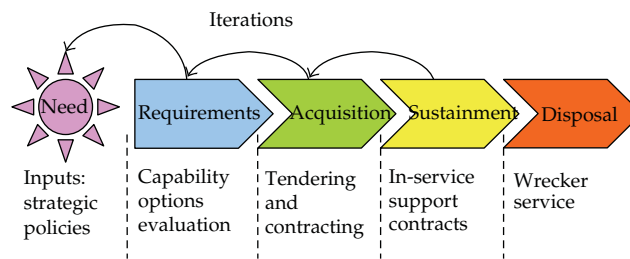 Iterations
Need
Requirements
Acquisition
Sustainment
Disposal
Inputs:
strategic
policies
Capability
options
evaluation
Tendering
and
contracting
In-service
support
contracts
Wrecker
service